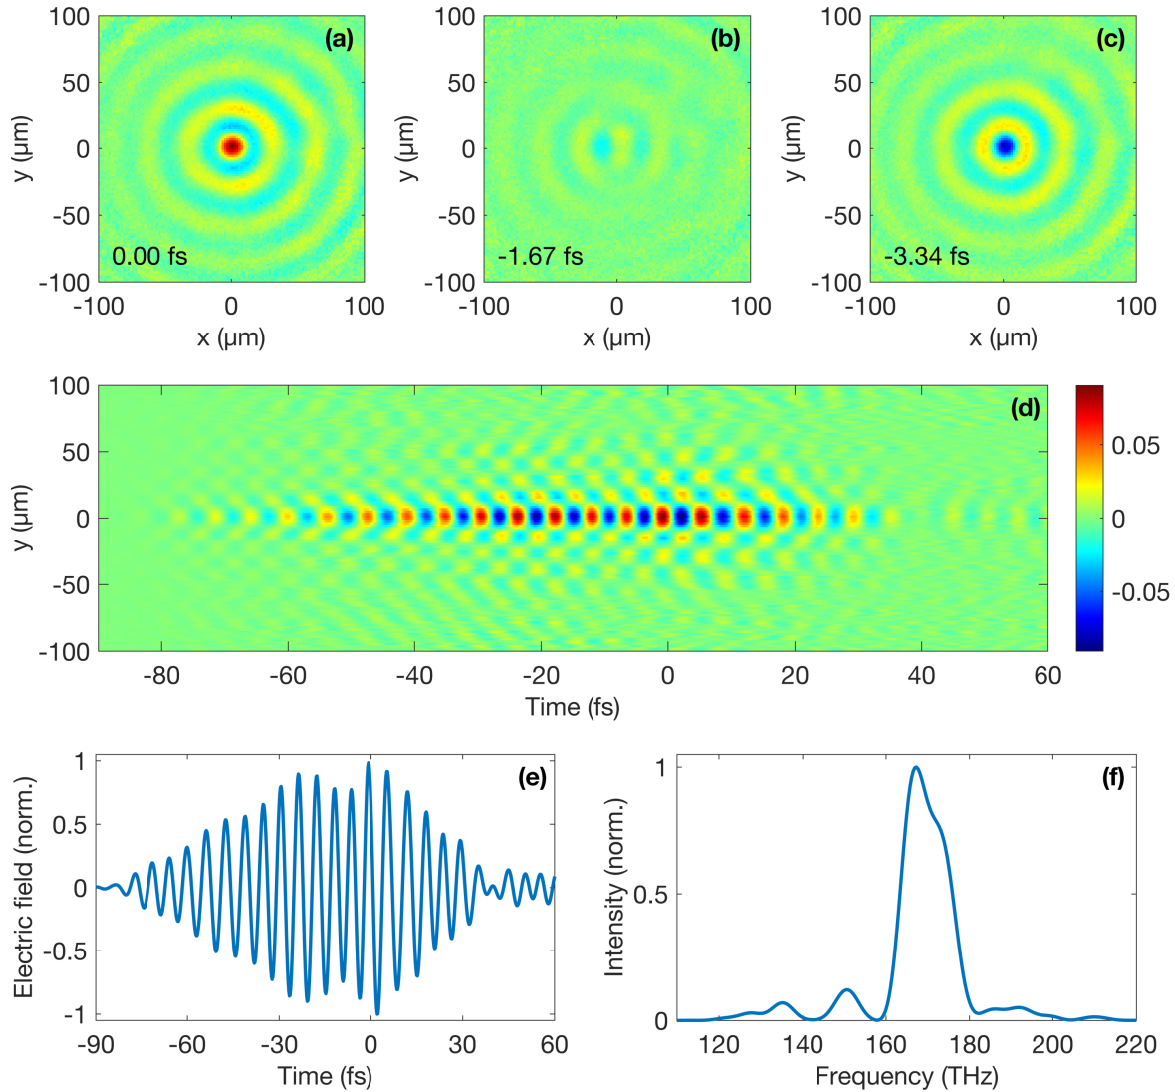 (a)
100
50
0
-50
-100
y (μm)
0.00 fs
-100
0
100
x (μm)
(b)
100
50
0
-50
-100
y (μm)
-1.67 fs
-100
0
100
x (μm)
(c)
100
50
0
-50
-100
y (μm)
-3.34 fs
-100
0
100
x (μm)
(d)
100
50
0
-50
-100
y (μm)
-80
-60
-40
-20
0
20
40
60
Time (fs)
0.05
0
-0.05
(e)
1
0.5
0
-0.5
-1
Electric field (norm.)
-90
-60
-30
0
30
60
Time (fs)
(f)
1
0.5
0
Intensity (norm.)
120
140
160
180
200
220
Frequency (THz)